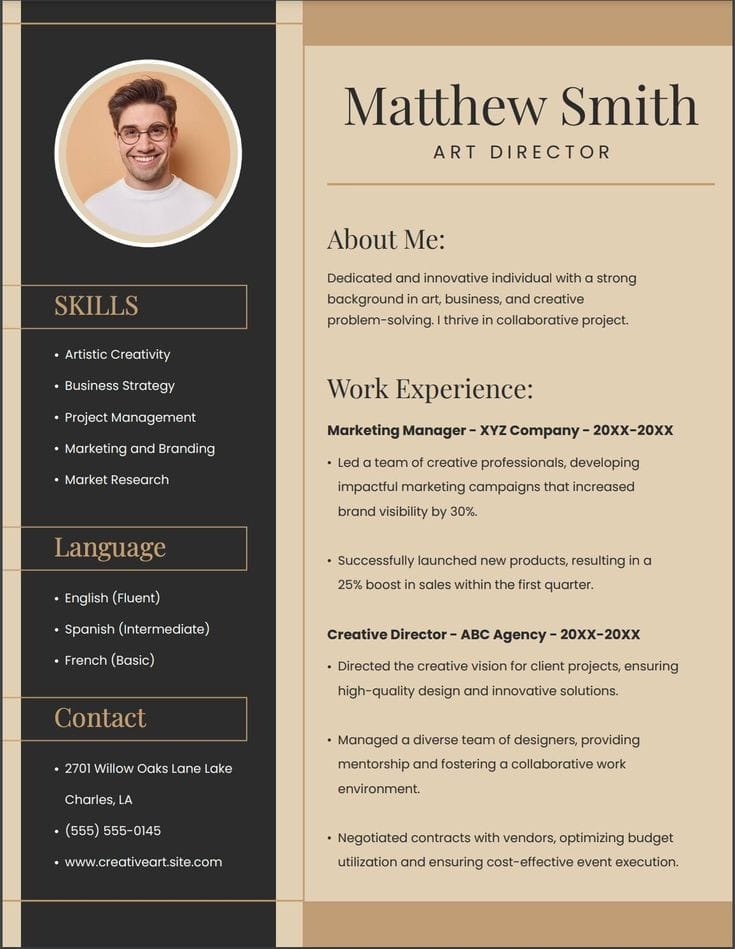 SKILLS
• Artistic Creativity
• Business Strategy
• Project Management
• Marketing and Branding
• Market Research
Language
• English (Fluent)
• Spanish (Intermediate)
• French (Basic)
Contact
• 2701 Willow Oaks Lane Lake
Charles, LA
• (555) 555-0145
• www.creativeart.site.com
Matthew Smith
ART DIRECTOR
About Me:
Dedicated and innovative individual with a strong
background in art, business, and creative
problem-solving. I thrive in collaborative project.
Work Experience:
Marketing Manager - XYZ Company - 20XX-20XX
• Led a team of creative professionals, developing
impactful marketing campaigns that increased
brand visibility by 30%.
• Successfully launched new products, resulting in a
25% boost in sales within the first quarter.
Creative Director - ABC Agency - 20XX-20XX
• Directed the creative vision for client projects, ensuring
high-quality design and innovative solutions.
• Managed a diverse team of designers, providing
mentorship and fostering a collaborative work
environment.
• Negotiated contracts with vendors, optimizing budget
utilization and ensuring cost-effective event execution.